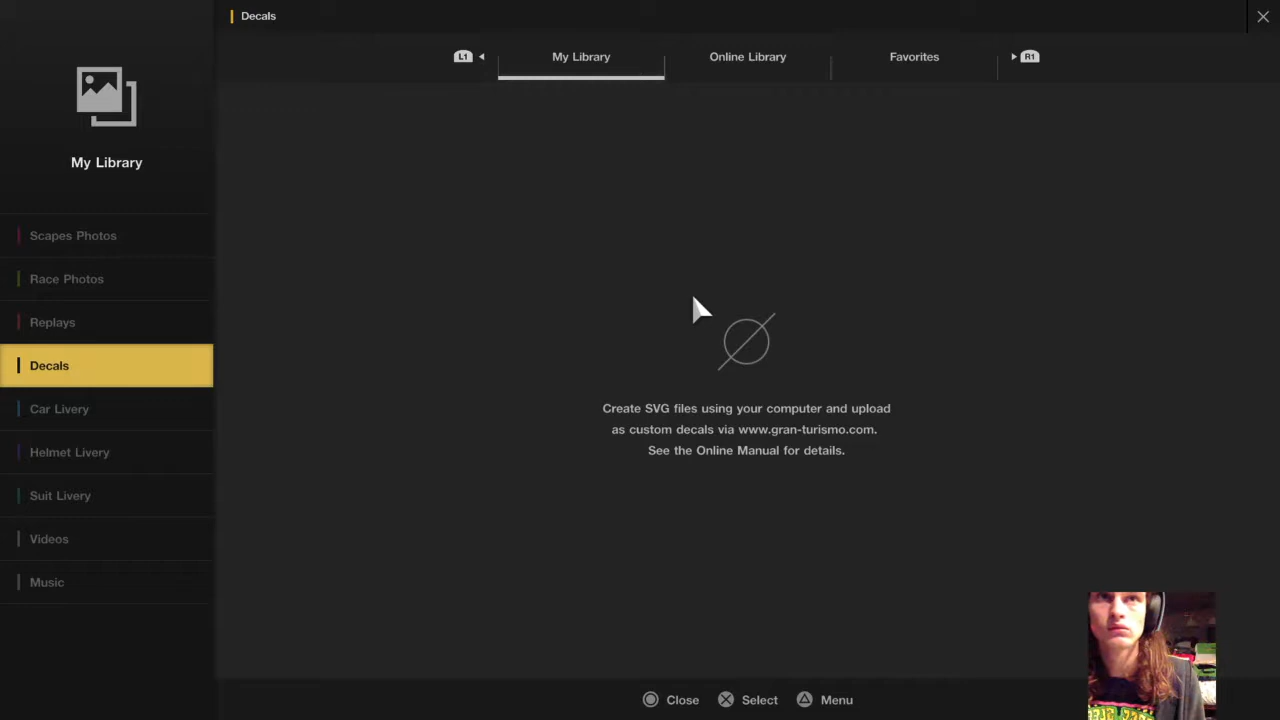 Decals
L1
My Library
Online Library
Favorites
R1
My Library
Scapes Photos
Race Photos
Replays
Decals
Car Livery
Helmet Livery
Suit Livery
Videos
Music
Create SVG files using your computer and upload
as custom decals via www.gran-turismo.com.
See the Online Manual for details.
Close
Select
Menu